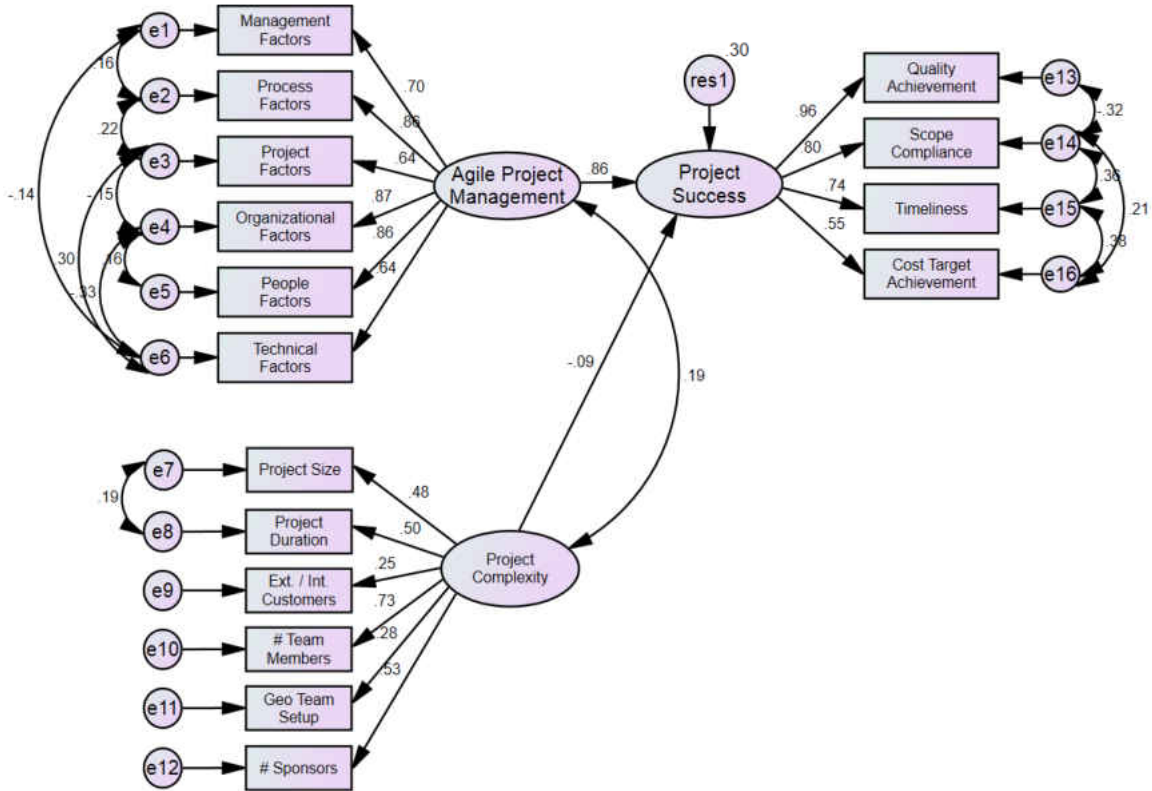 e1
Management
Factors
.16
e2
Process
Factors
.22
e3
Project
Factors
-.15
e4
Organizational
Factors
.16
e5
People
Factors
e6
Technical
Factors
-.14
.30
-.33
.70
.86
.64
.87
.86
.64
Agile Project
Management
.86
.30
res1
Project
Success
.96
.80
.74
.55
Quality
Achievement
Scope
Compliance
Timeliness
Cost Target
Achievement
e13
e14
e15
e16
-.32
.36
.38
.21
-.09
.19
e7
Project Size
.19
e8
Project
Duration
e9
Ext. / Int.
Customers
e10
# Team
Members
e11
Geo Team
Setup
e12
# Sponsors
.48
.50
.25
.73
.28
.53
Project
Complexity